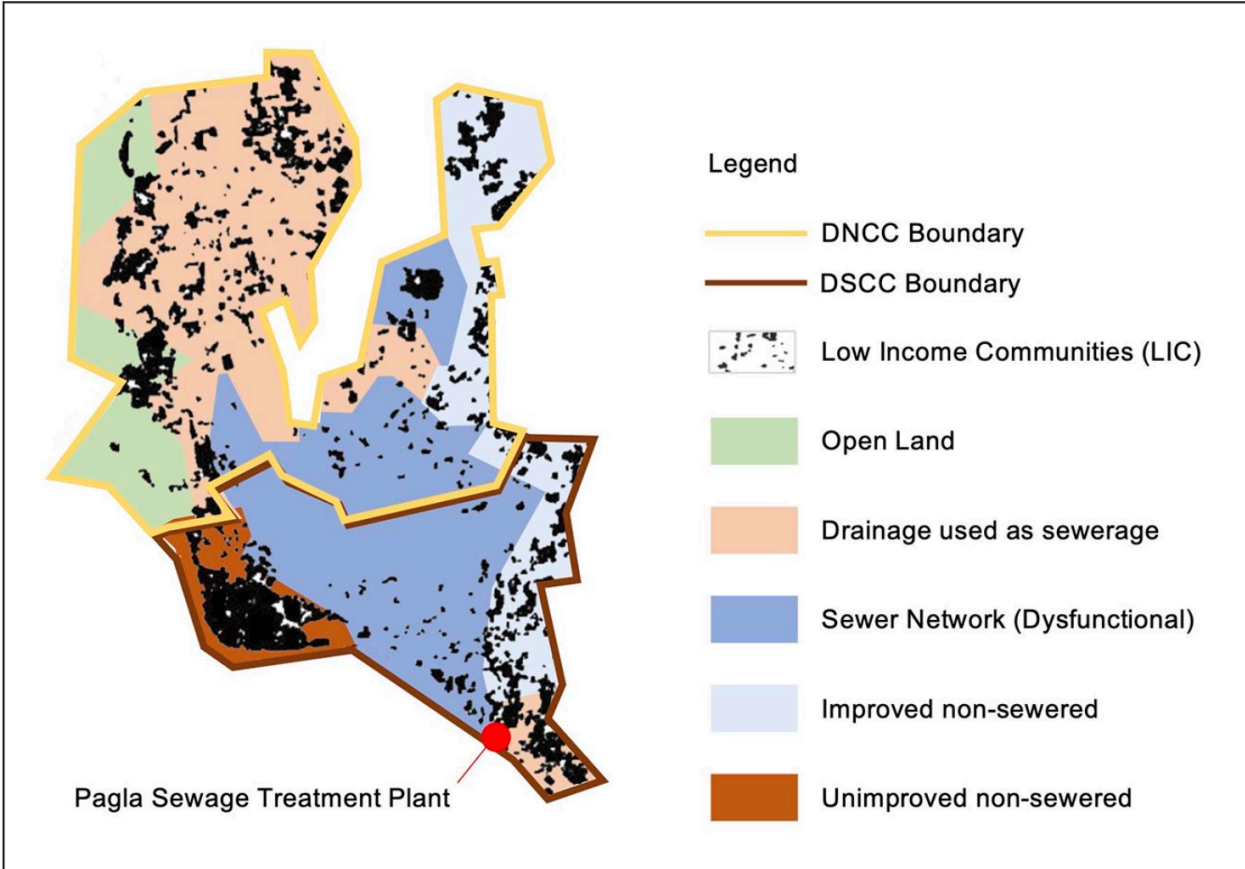 Legend
DNCC Boundary
DSCC Boundary
Low Income Communities (LIC)
Open Land
Drainage used as sewerage
Sewer Network (Dysfunctional)
Improved non-sewered
Unimproved non-sewered
Pagla Sewage Treatment Plant